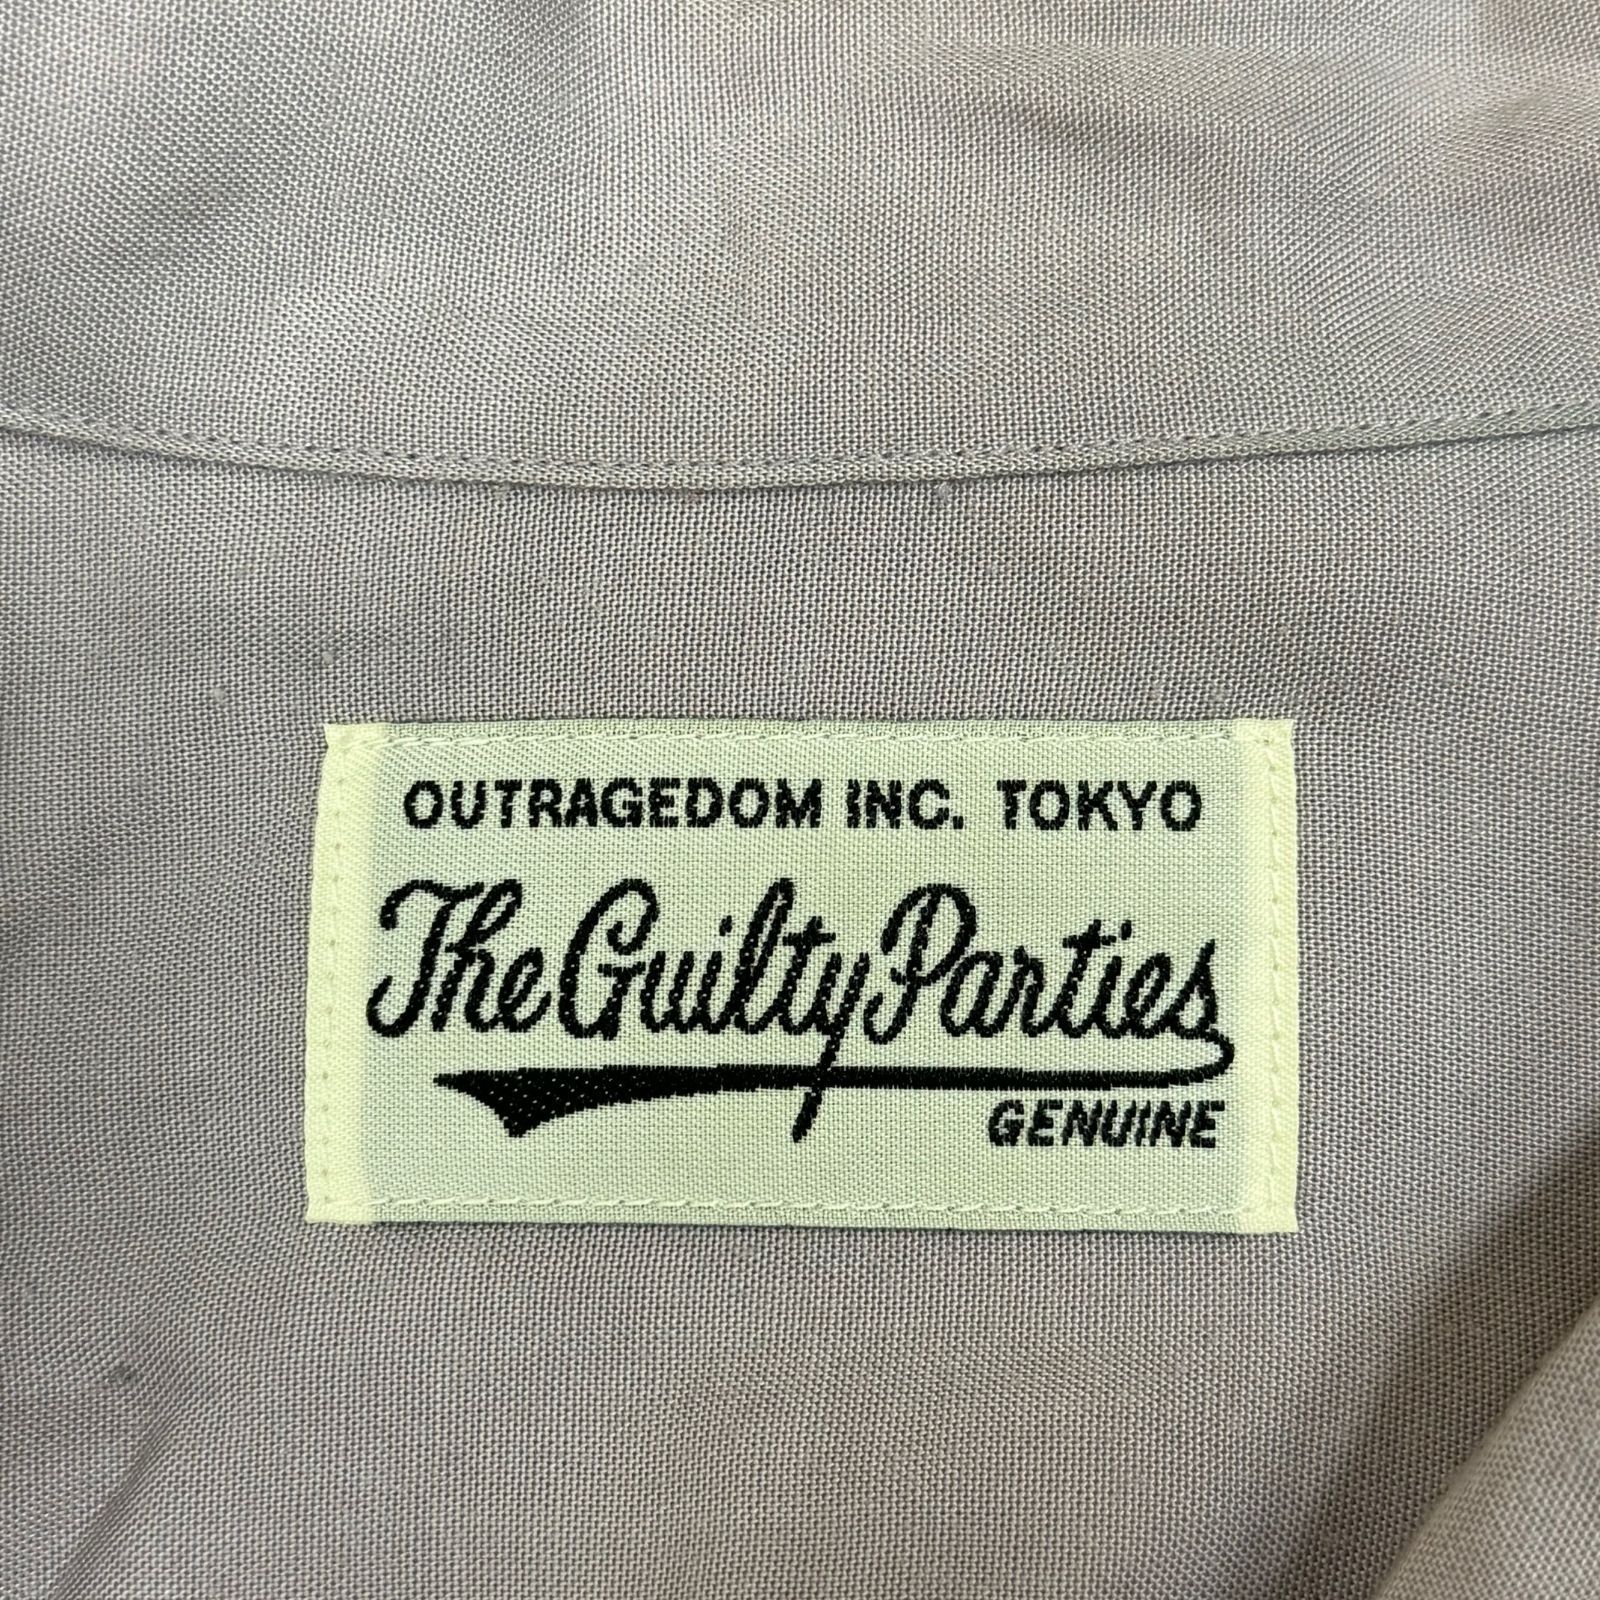 OUTRAGEDOM INC. TOKYO
The Guilty Parties
GENUINE